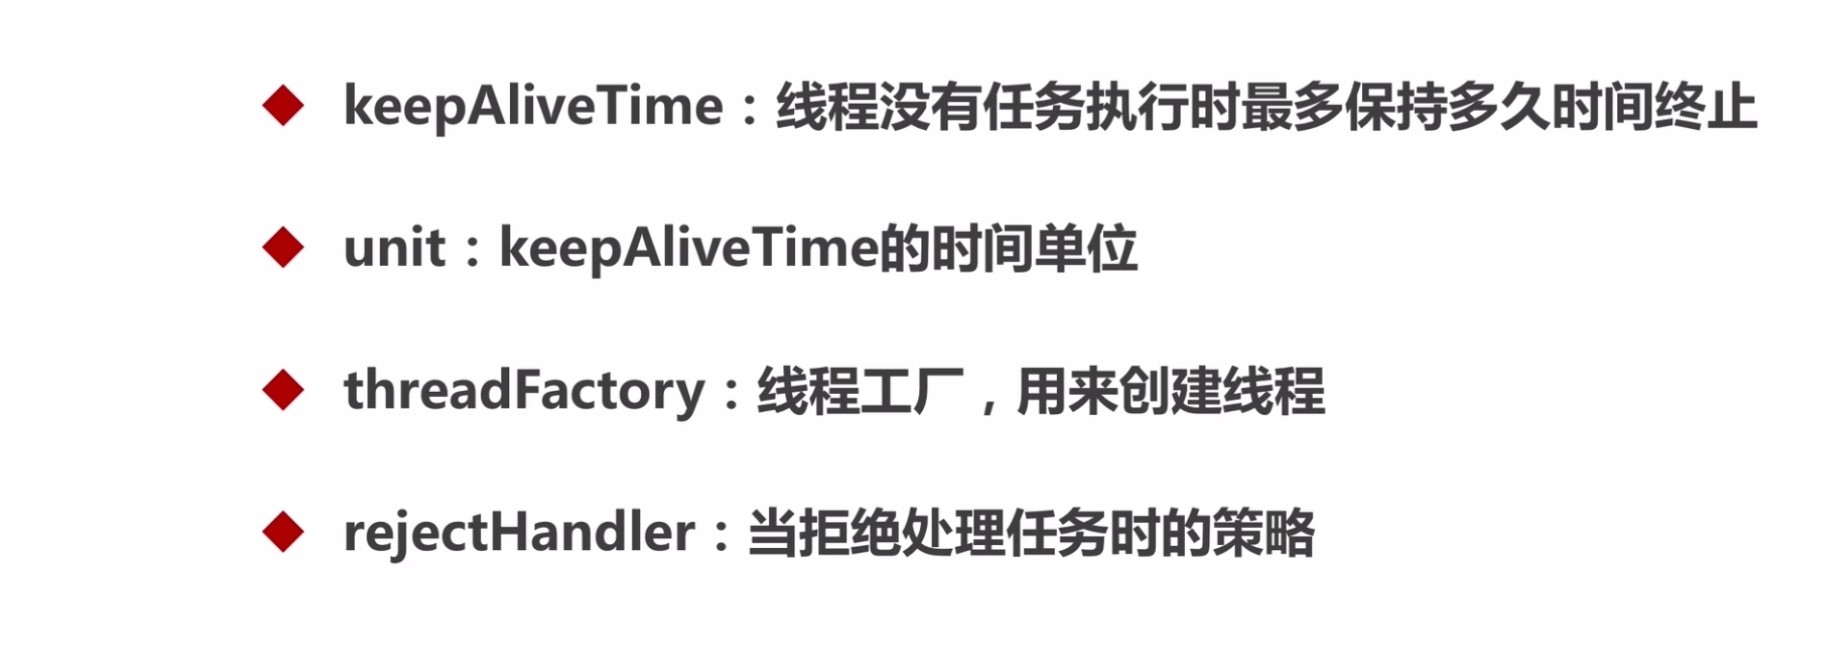 keepAliveTime：线程没有任务执行时最多保持多久时间终止
unit：keepAliveTime的时间单位
threadFactory：线程工厂，用来创建线程
rejectHandler：当拒绝处理任务时的策略